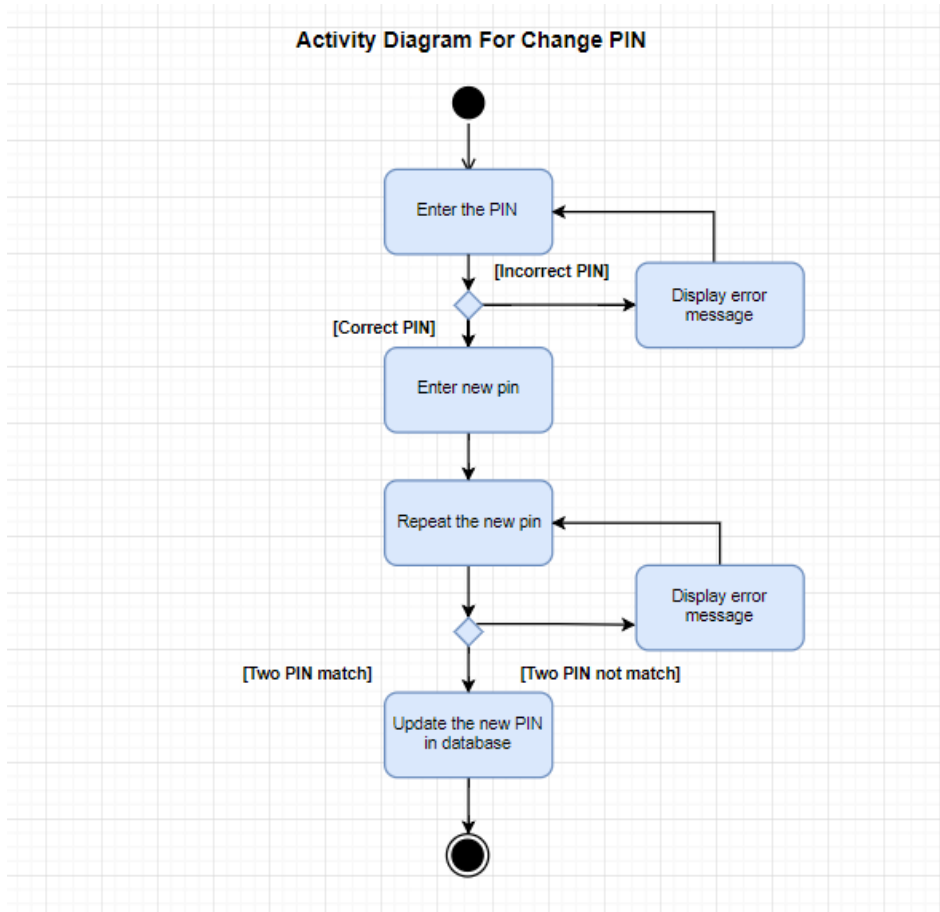 Activity Diagram For Change PIN
Enter the PIN
[Incorrect PIN]
Display error
message
[Correct PIN]
Enter new pin
Repeat the new pin
Display error
message
[Two PIN match]
[Two PIN not match]
Update the new PIN
in database